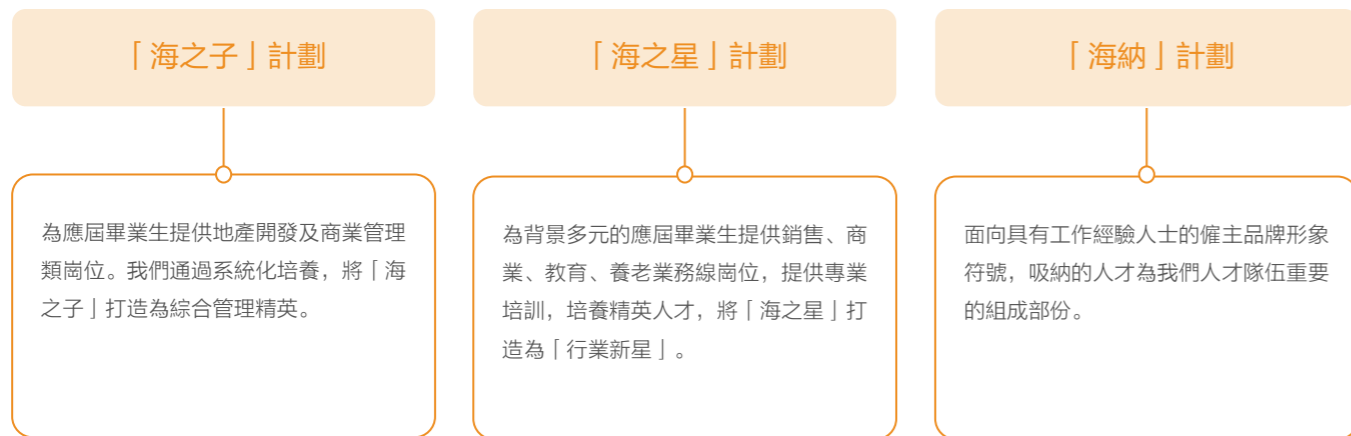 「海之子」計劃
為應屆畢業生提供地產開發及商業管理
類崗位。我們通過系統化培養，將「海
之子」打造為綜合管理精英。
「海之星」計劃
為背景多元的應屆畢業生提供銷售、商
業、教育、養老業務線崗位，提供專業
培訓，培養精英人才，將「海之星」打
造為「行業新星」。
「海納」計劃
面向具有工作經驗人士的僱主品牌形象
符號，吸納的人才為我們人才隊伍重要
的組成部份。